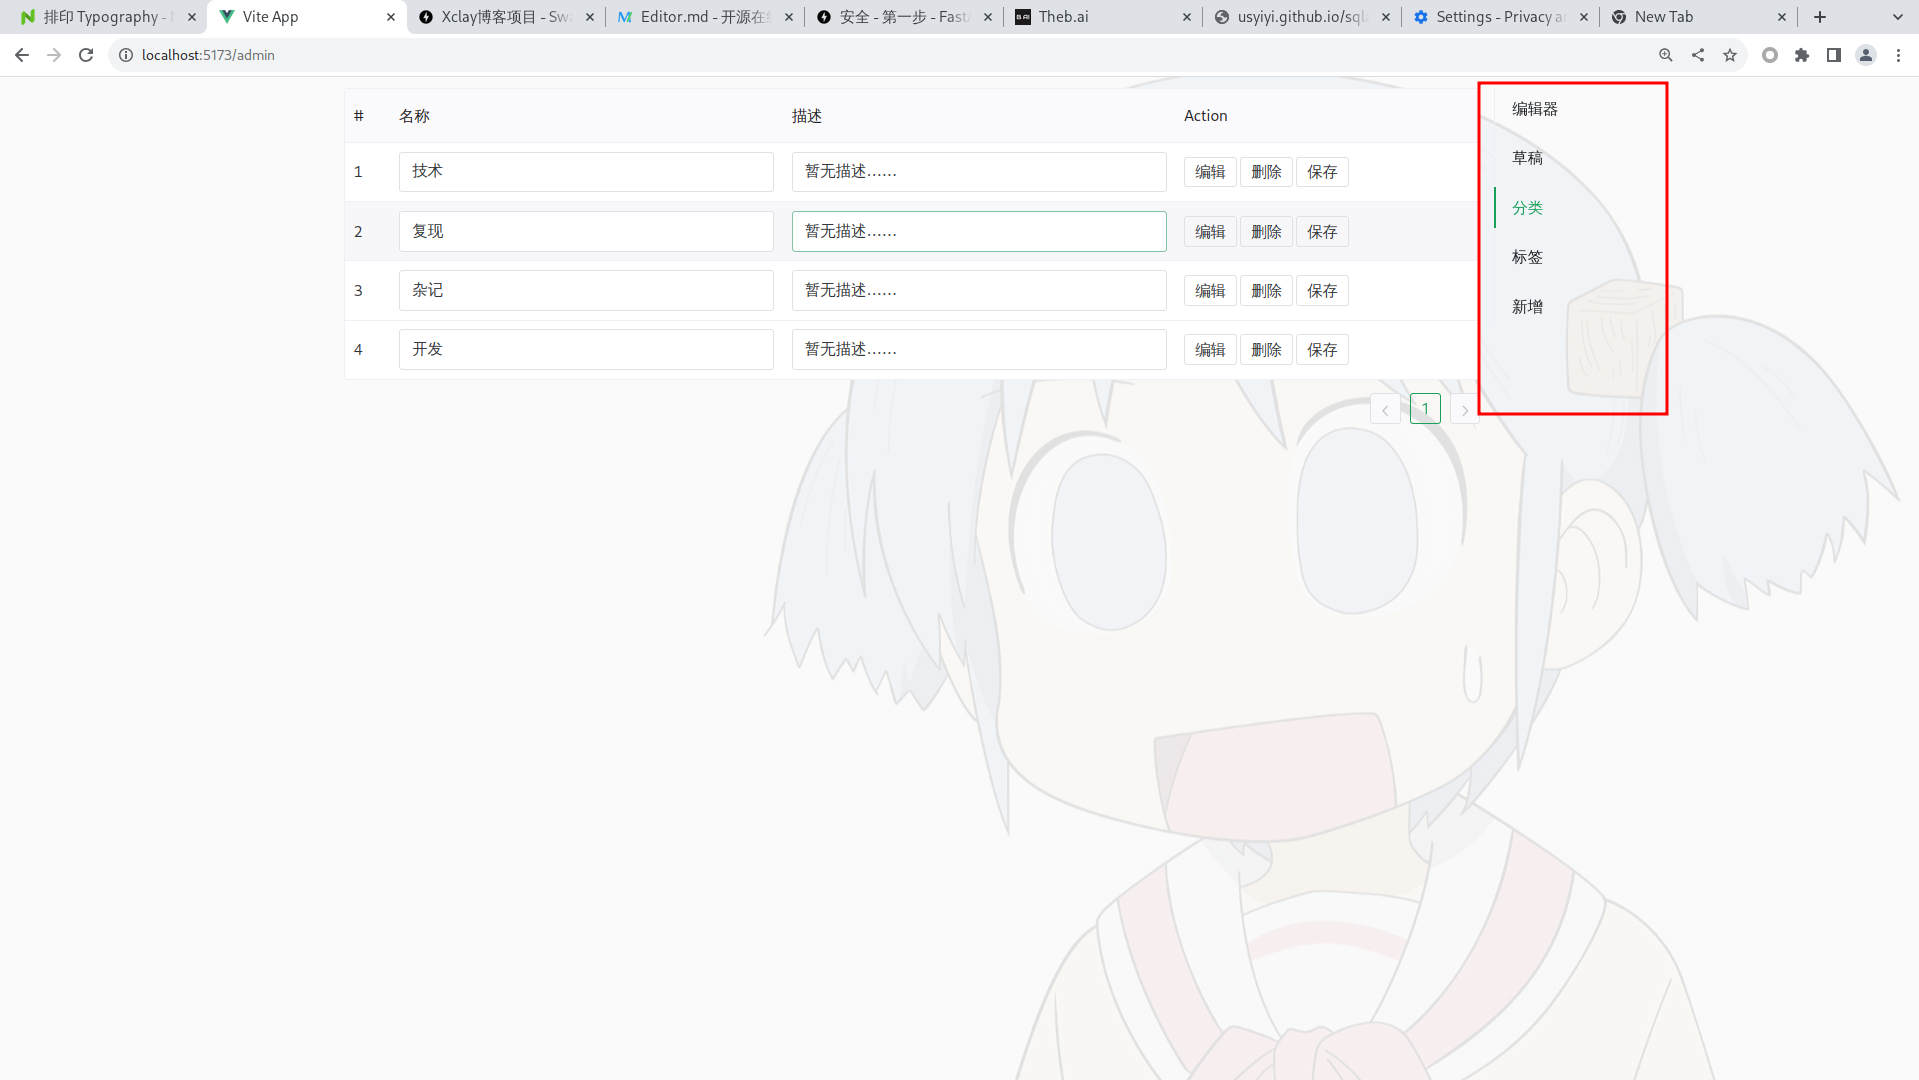 排印 Typography - N
Vite App
Xclay博客项目 - Swa
Editor.md - 开源在线
安全 - 第一步 - FastA
Theb.ai
usyiyi.github.io/sqla
Settings - Privacy an
New Tab
localhost:5173/admin
# 名称 描述 Action
1 技术 暂无描述...... 编辑 删除 保存
2 复现 暂无描述...... 编辑 删除 保存
3 杂记 暂无描述...... 编辑 删除 保存
4 开发 暂无描述...... 编辑 删除 保存
1
编辑器
草稿
分类
标签
新增